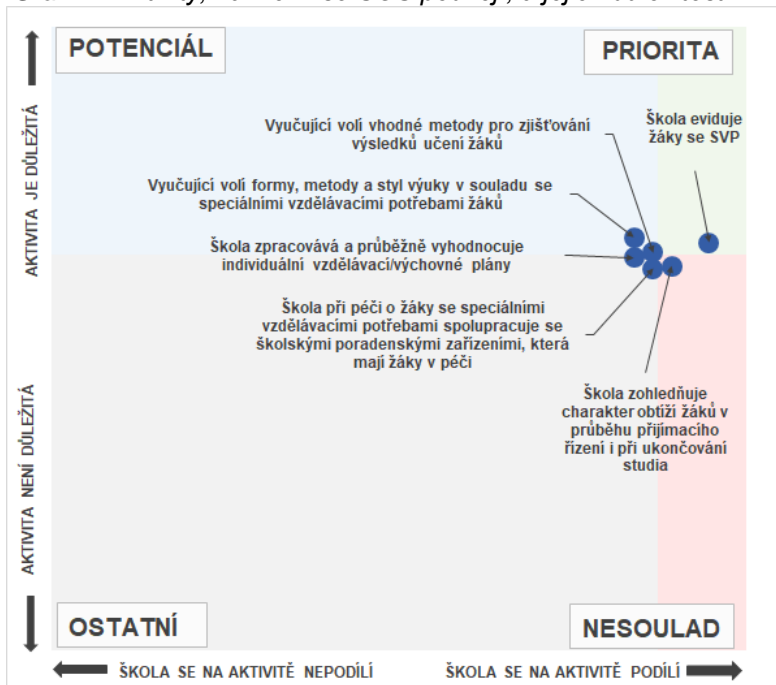 POTENCIÁL
PRIORITA
Vyučující volí vhodné metody pro zjišťování
výsledků učení žáků
Škola eviduje
žáky se SVP
Vyučující volí formy, metody a styl výuky v souladu se
speciálními vzdělávacími potřebami žáků
Škola zpracovává a průběžně vyhodnocuje
individuální vzdělávací/výchovné plány
Škola při péči o žáky se speciálními
vzdělávacími potřebami spolupracuje se
školskými poradenskými zařízeními, která
mají žáky v péči
Škola zohledňuje
charakter obtíží žáků v
průběhu přijímacího
řízení i při ukončování
studia
AKTIVITA JE DŮLEŽITÁ
AKTIVITA NENÍ DŮLEŽITÁ
OSTATNÍ
NESOULAD
ŠKOLA SE NA AKTIVITĚ NEPODÍLÍ
ŠKOLA SE NA AKTIVITĚ PODÍLÍ